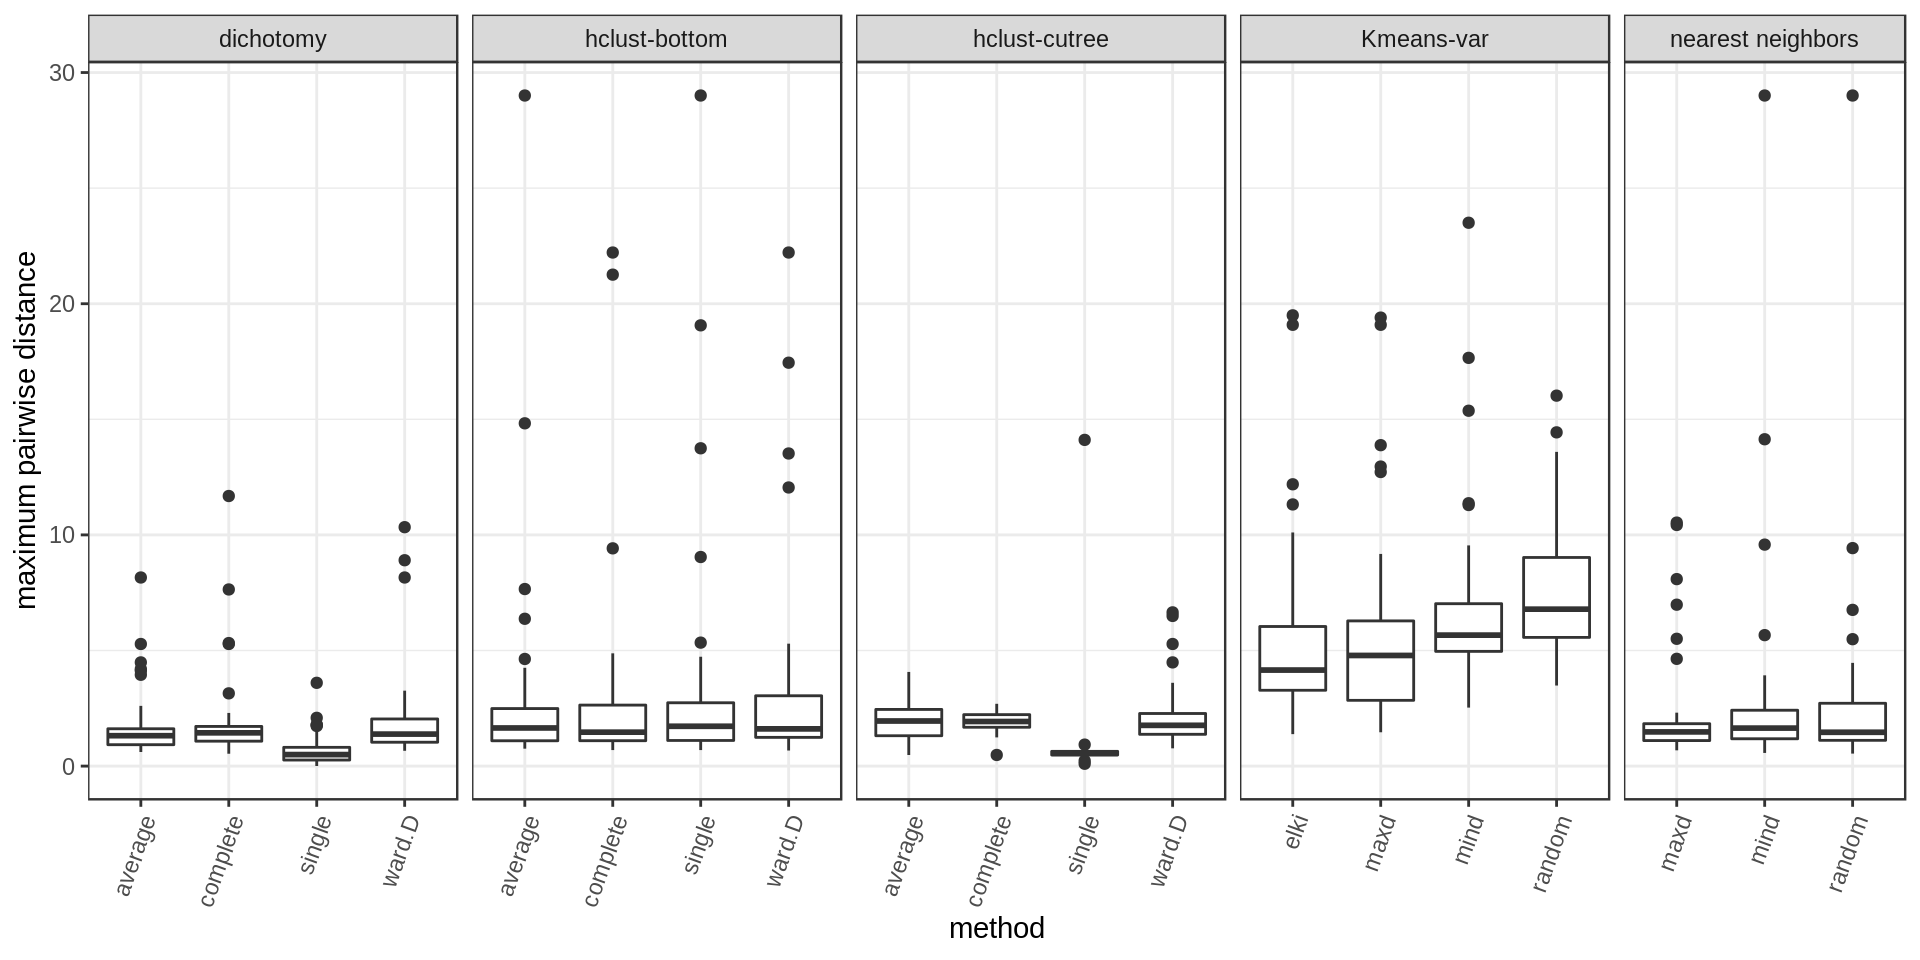 dichotomy
hclust-bottom
hclust-cutree
Kmeans-var
nearest neighbors
maximum pairwise distance
30
20
10
0
average
complete
single
ward.D
average
complete
single
ward.D
average
complete
single
ward.D
elki
maxd
mind
random
maxd
mind
random
method